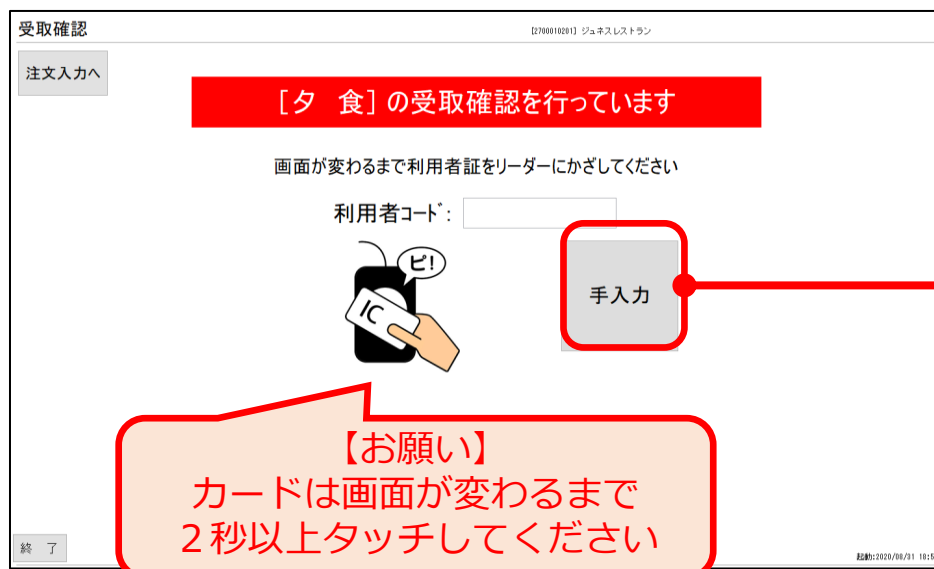 受取確認
【2700010201】 ジュネスレストラン
注文入力へ
[夕　食] の受取確認を行っています
画面が変わるまで利用者証をリーダーにかざしてください
利用者コード:
ピ!
IC
手入力
【お願い】
カードは画面が変わるまで
２秒以上タッチしてください
終　了
起動:2020/08/31 18:5